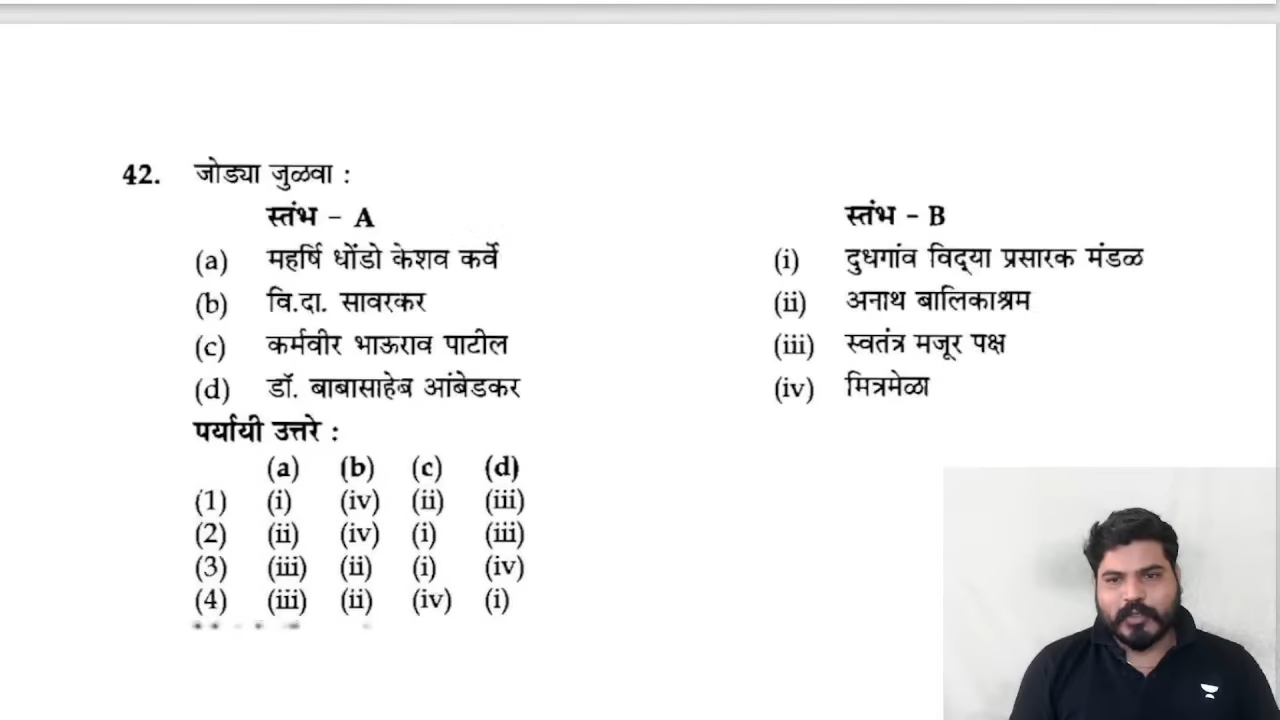 42. जोड्या जुळवा :
स्तंभ - A स्तंभ - B
(a) महर्षि धोंडो केशव कर्वे (i) दुधगांव विद्‌या प्रसारक मंडळ
(b) वि.दा. सावरकर (ii) अनाथ बालिकाश्रम
(c) कर्मवीर भाऊराव पाटील (iii) स्वतंत्र मजूर पक्ष
(d) डॉ. बाबासाहेब आंबेडकर (iv) मित्रमेळा
पर्यायी उत्तरे :
(a) (b) (c) (d)
(1) (i) (iv) (ii) (iii)
(2) (ii) (iv) (i) (iii)
(3) (iii) (ii) (i) (iv)
(4) (iii) (ii) (iv) (i)